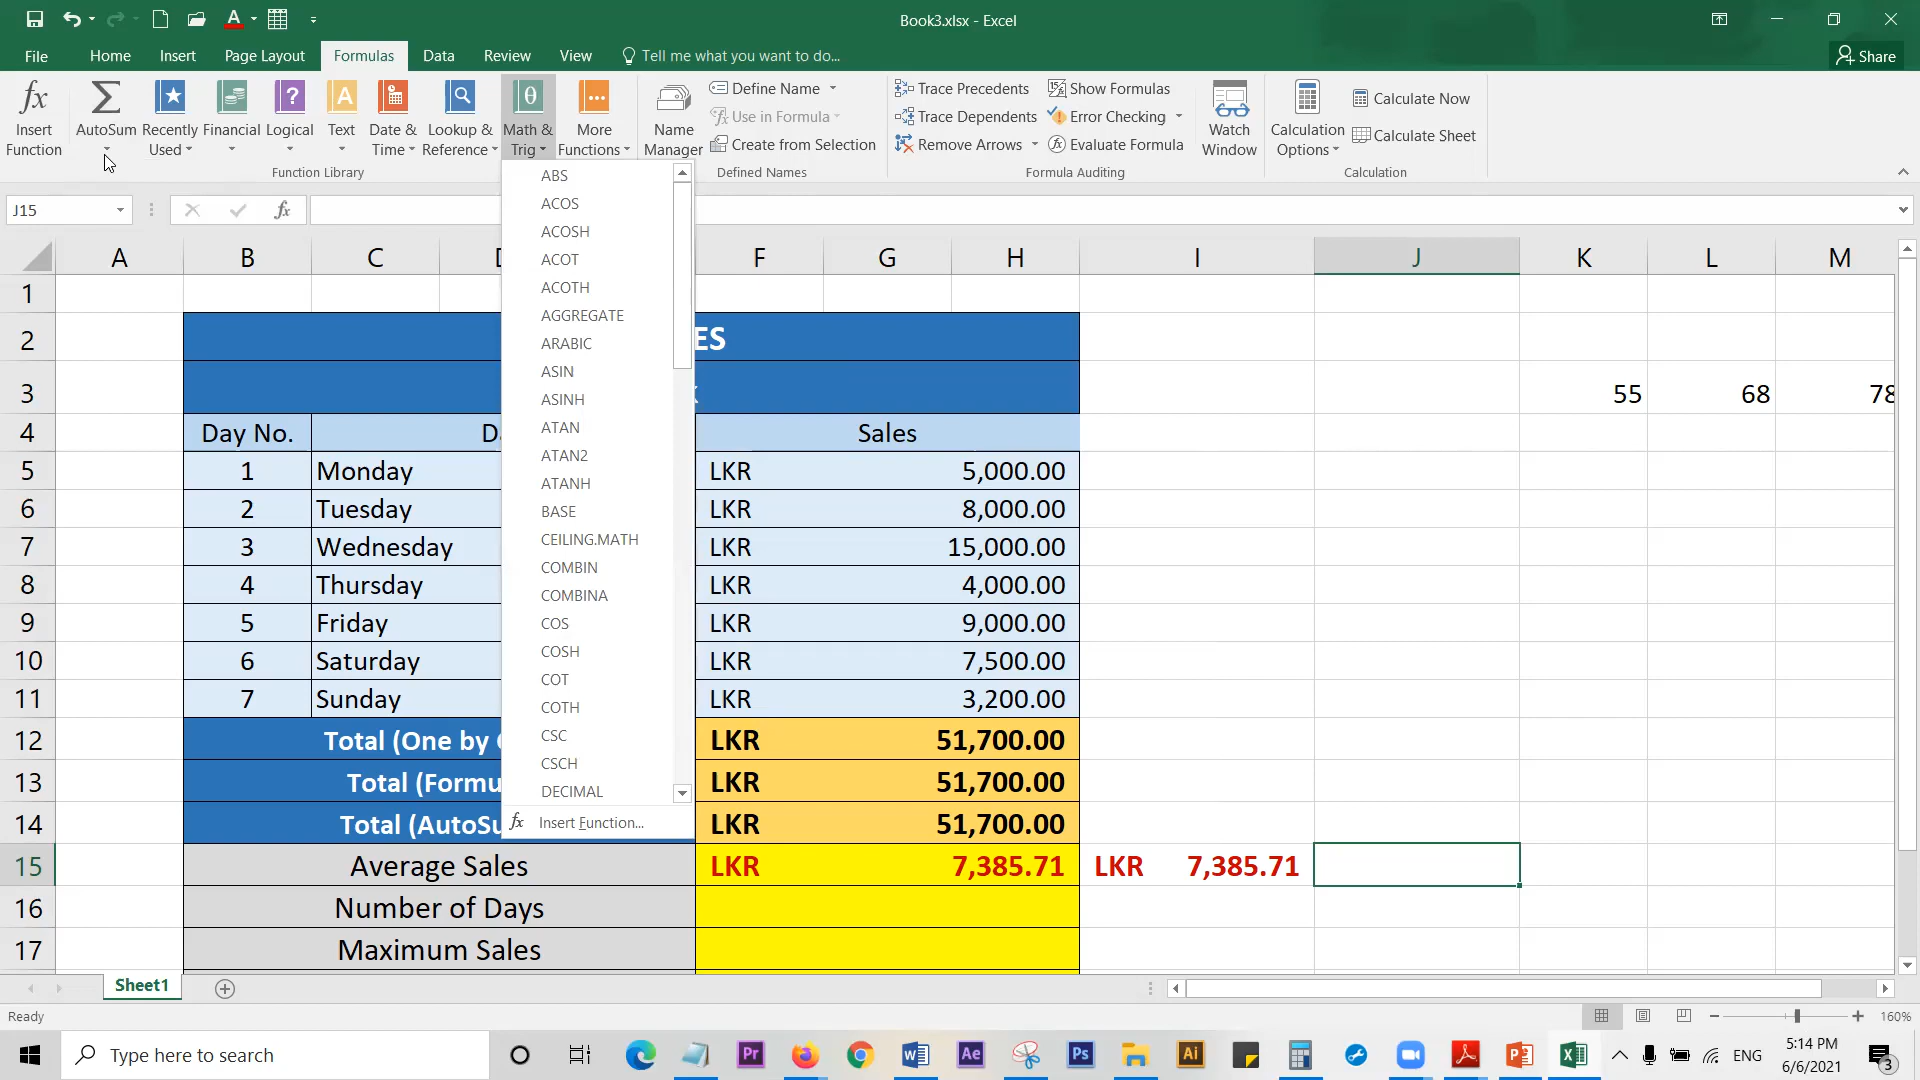 Book3.xlsx - Excel
File Home Insert Page Layout Formulas Data Review View Tell me what you want to do... Share
Insert Function
AutoSum
Recently Used
Financial
Logical
Text
Date & Time
Lookup & Reference
Math & Trig
More Functions
Function Library
Name Manager
Define Name
Use in Formula
Create from Selection
Defined Names
Trace Precedents
Trace Dependents
Remove Arrows
Show Formulas
Error Checking
Evaluate Formula
Formula Auditing
Watch Window
Calculation Options
Calculate Now
Calculate Sheet
Calculation
J15 fx
ABS
ACOS
ACOSH
ACOT
ACOTH
AGGREGATE
ARABIC
ASIN
ASINH
ATAN
ATAN2
ATANH
BASE
CEILING.MATH
COMBIN
COMBINA
COS
COSH
COT
COTH
CSC
CSCH
DECIMAL
fx Insert Function...
A B C F G H I J K L M
1
2 ES
3 55 68 78
4 Day No. D Sales
5 1 Monday LKR 5,000.00
6 2 Tuesday LKR 8,000.00
7 3 Wednesday LKR 15,000.00
8 4 Thursday LKR 4,000.00
9 5 Friday LKR 9,000.00
10 6 Saturday LKR 7,500.00
11 7 Sunday LKR 3,200.00
12 Total (One by LKR 51,700.00
13 Total (Formu LKR 51,700.00
14 Total (AutoSu LKR 51,700.00
15 Average Sales LKR 7,385.71 LKR 7,385.71
16 Number of Days
17 Maximum Sales
Sheet1
Ready 160%
Type here to search Pr Ae Ps Ai ENG 5:14 PM
6/6/2021 3